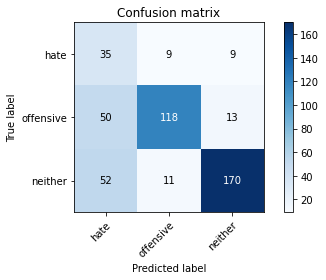 Confusion matrix
True label
hate
offensive
neither
35 9 9
50 118 13
52 11 170
hate offensive neither
Predicted label
160
140
120
100
80
60
40
20